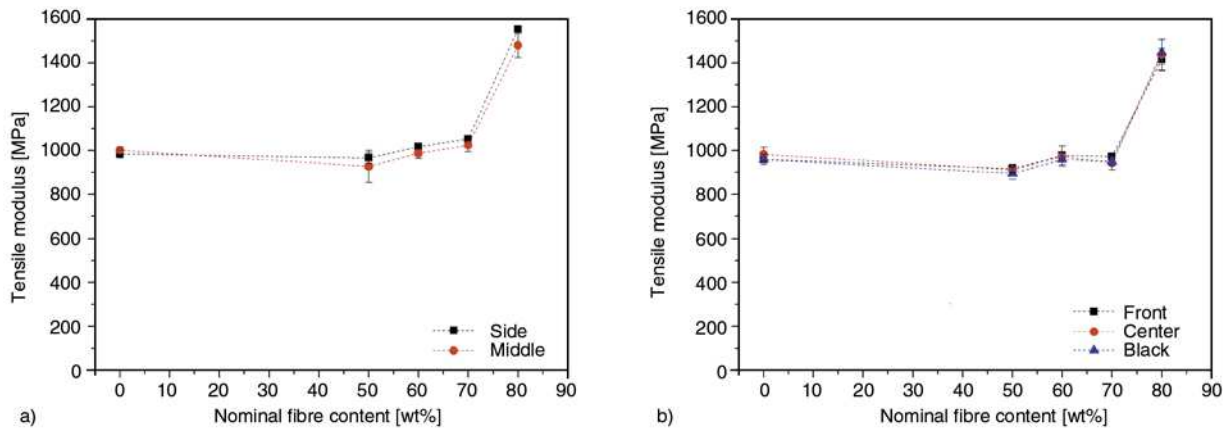 1600
1400
1200
1000
800
600
400
200
0
Tensile modulus [MPa]
Side
Middle
0 10 20 30 40 50 60 70 80 90
Nominal fibre content [wt%]
a)
1600
1400
1200
1000
800
600
400
200
0
Tensile modulus [MPa]
Front
Center
Black
0 10 20 30 40 50 60 70 80 90
Nominal fibre content [wt%]
b)